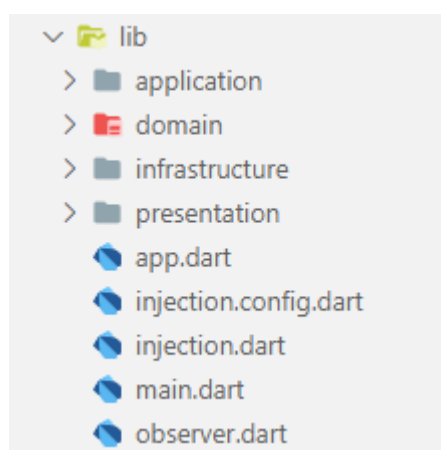 lib
application
domain
infrastructure
presentation
app.dart
injection.config.dart
injection.dart
main.dart
observer.dart